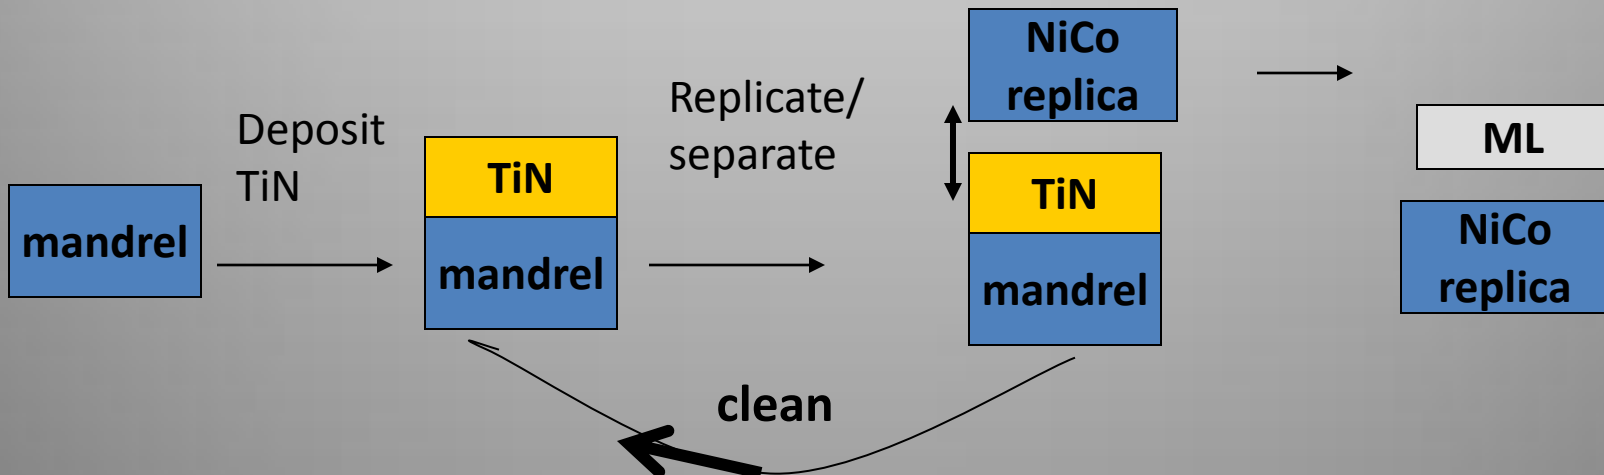 mandrel
Deposit
TiN
TiN
mandrel
Replicate/
separate
NiCo
replica
TiN
mandrel
clean
ML
NiCo
replica